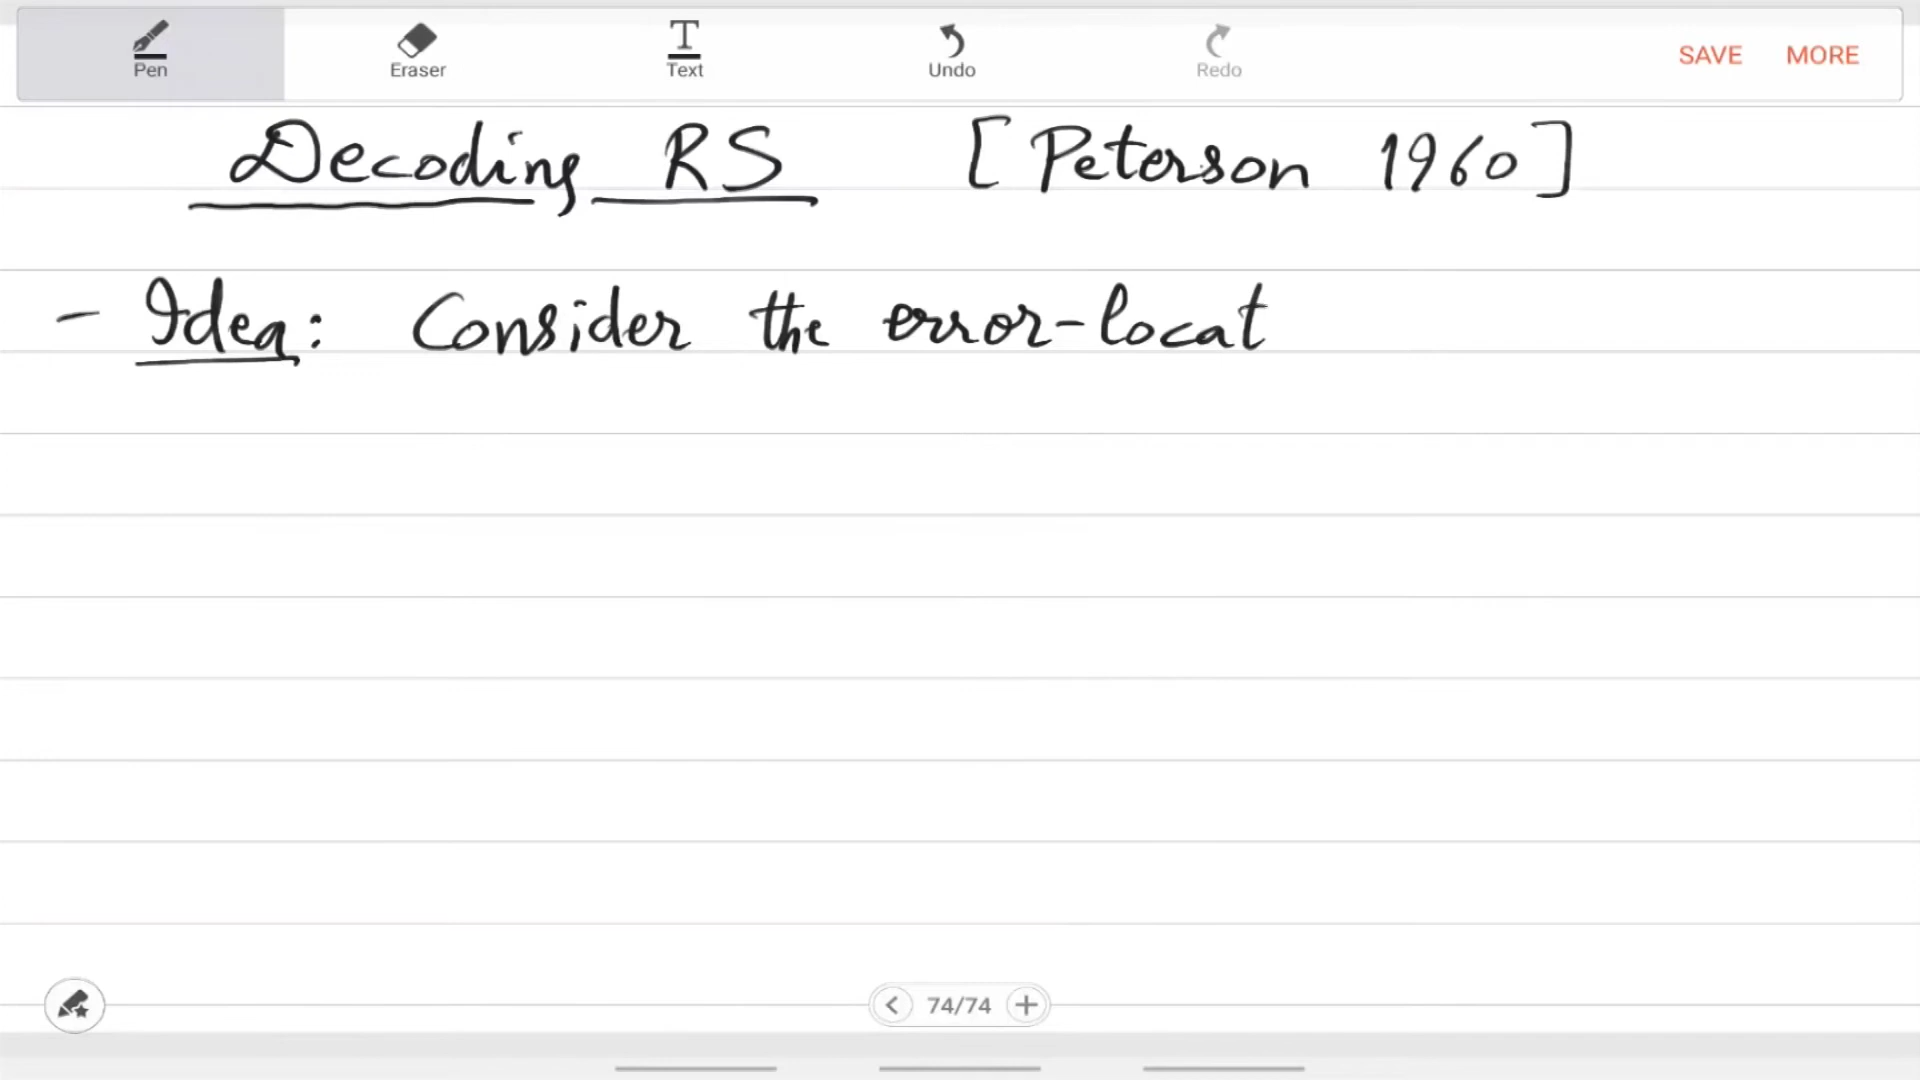 Pen Eraser Text Undo Redo SAVE MORE
Decoding RS [Peterson 1960]
- Idea: Consider the error-locat
74/74